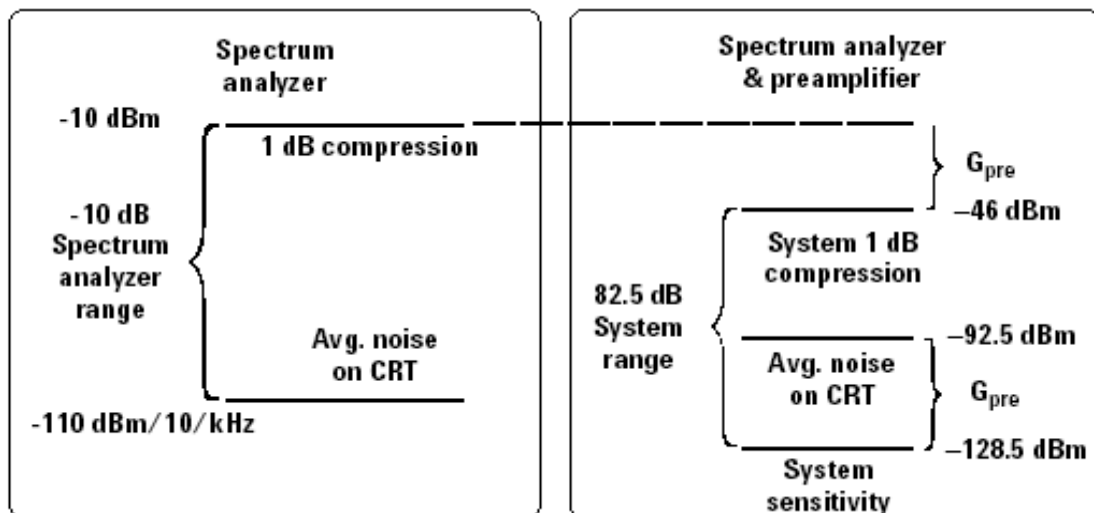 Spectrum
analyzer
-10 dBm
1 dB compression
-10 dB
Spectrum
analyzer
range
Avg. noise
on CRT
-110 dBm/10/kHz
Spectrum analyzer
& preamplifier
Gpre
–46 dBm
System 1 dB
compression
82.5 dB
System
range
–92.5 dBm
Avg. noise
on CRT
Gpre
–128.5 dBm
System
sensitivity